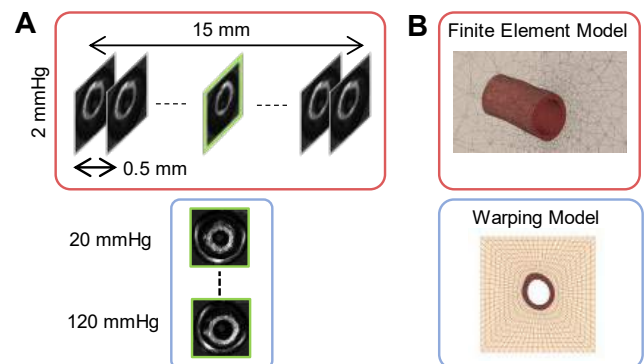 A
15 mm
2 mmHg
0.5 mm
20 mmHg
120 mmHg
B
Finite Element Model
Warping Model